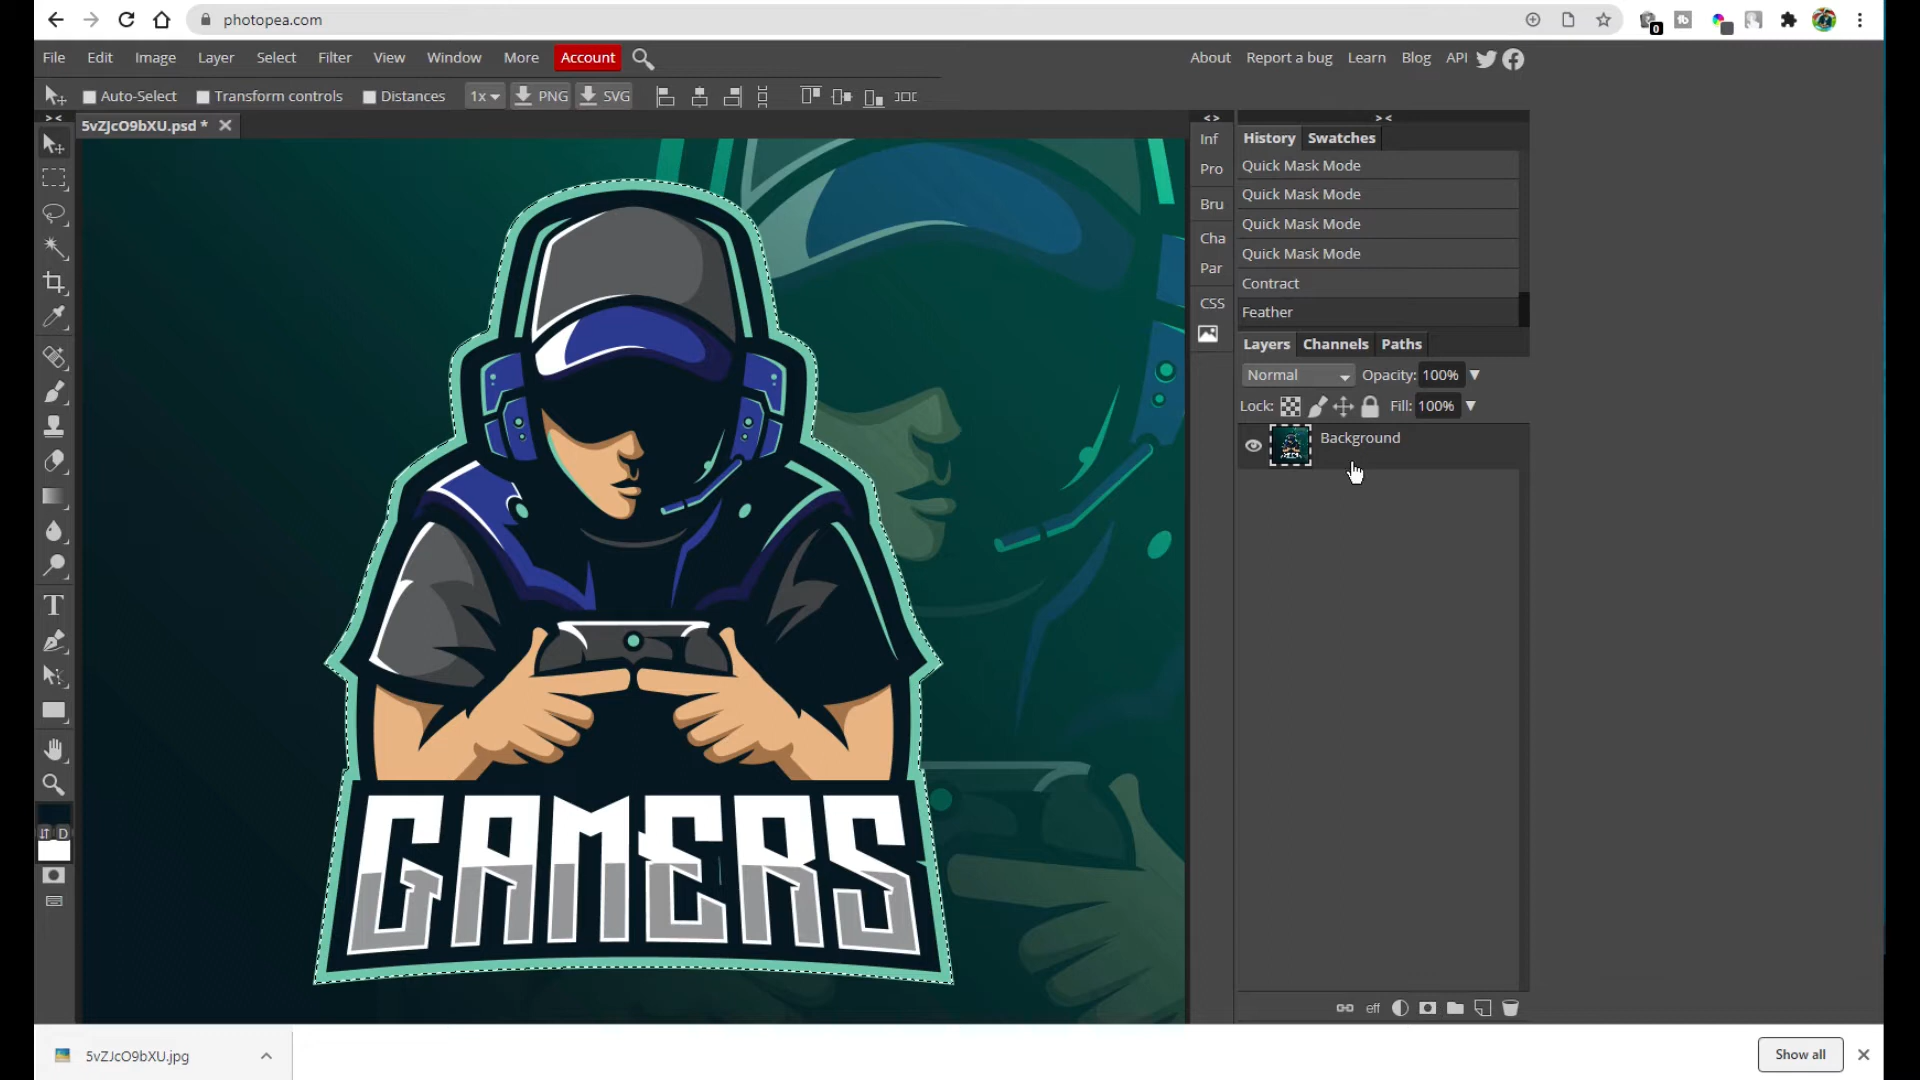 photopea.com
0
File Edit Image Layer Select Filter View Window More Account
About Report a bug Learn Blog API
Auto-Select Transform controls Distances 1x PNG SVG
5vZJcO9bXU.psd *
> <
< >
> <
Inf
Pro
Bru
Cha
Par
CSS
History Swatches
Quick Mask Mode
Quick Mask Mode
Quick Mask Mode
Quick Mask Mode
Contract
Feather
Layers Channels Paths
Normal Opacity: 100%
Lock: Fill: 100%
Background
D
GAMERS
eff
5vZJcO9bXU.jpg
Show all